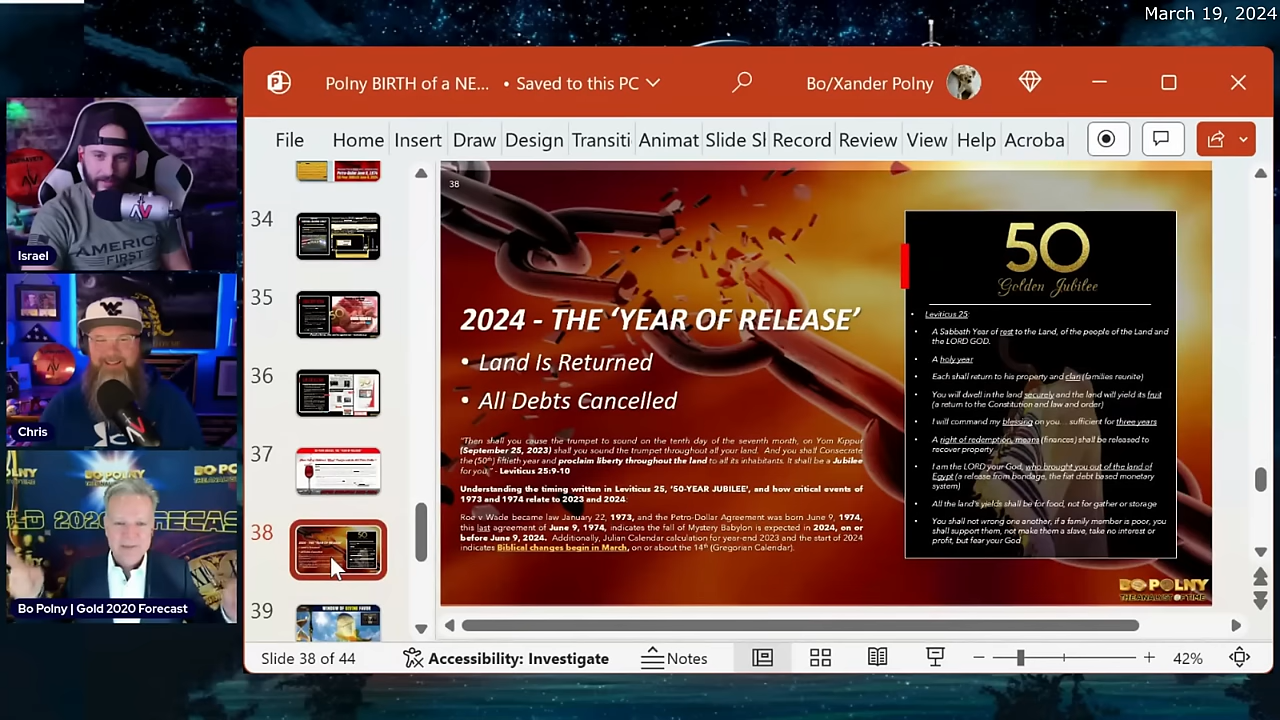 March 19, 2024
Polny BIRTH of a NE... • Saved to this PC
Bo/Xander Polny
File Home Insert Draw Design Transiti Animat Slide Sl Record Review View Help Acroba
34
35
36
37
38
39
Israel
AMERICA
FIRST
Chris
Bo Polny | Gold 2020 Forecast
38
2024 - THE ‘YEAR OF RELEASE’
• Land Is Returned
• All Debts Cancelled
"Then shall you cause the trumpet to sound on the tenth day of the seventh month, on Yom Kippur
(September 25, 2023) shall you sound the trumpet throughout all your land. And you shall Consecrate
the (50th) fiftieth year and proclaim liberty throughout the land to all its inhabitants. It shall be a Jubilee
for you;" - Leviticus 25:9-10
Understanding the timing written in Leviticus 25, '50-YEAR JUBILEE', and how critical events of
1973 and 1974 relate to 2023 and 2024:
Roe v Wade became law January 22, 1973, and the Petro-Dollar Agreement was born June 9, 1974,
this last agreement of June 9, 1974, indicates the fall of Mystery Babylon is expected in 2024, on or
before June 9, 2024. Additionally, Julian Calendar calculation for year-end 2023 and the start of 2024
indicates Biblical changes begin in March, on or about the 14th (Gregorian Calendar).
50
Golden Jubilee
• Leviticus 25:
• A Sabbath Year of rest to the Land, of the people of the Land and
the LORD GOD.
• A holy year
• Each shall return to his property and clan (families reunite)
• You will dwell in the land securely and the land will yield its fruit
(a return to the Constitution and law and order)
• I will command my blessing on you... sufficient for three years
• A right of redemption, means (finances) shall be released to
recover property
• I am the LORD your God, who brought you out of the land of
Egypt (a release from bondage, the fiat debt based monetary
system)
• All the land's yields shall be for food, not for gather or storage
• You shall not wrong one another, if a family member is poor, you
shall support them, not make them a slave, take no interest or
profit, but fear your God
BO POLNY
THE ANALYST OF TIME
Slide 38 of 44
Accessibility: Investigate
Notes
42%